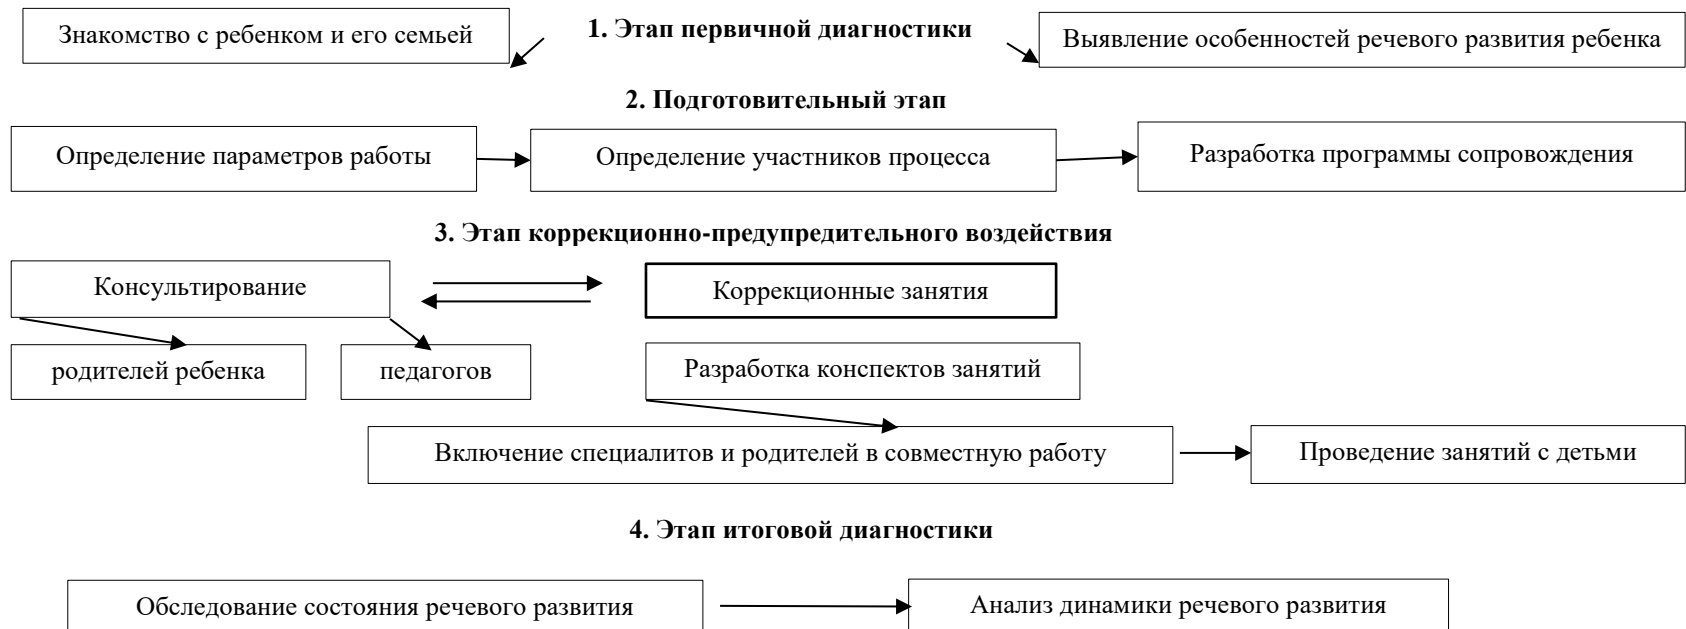 1. Этап первичной диагностики
Знакомство с ребенком и его семьей
Выявление особенностей речевого развития ребенка
2. Подготовительный этап
Определение параметров работы
Определение участников процесса
Разработка программы сопровождения
3. Этап коррекционно-предупредительного воздействия
Консультирование
Коррекционные занятия
родителей ребенка
педагогов
Разработка конспектов занятий
Включение специалитов и родителей в совместную работу
Проведение занятий с детьми
4. Этап итоговой диагностики
Обследование состояния речевого развития
Анализ динамики речевого развития